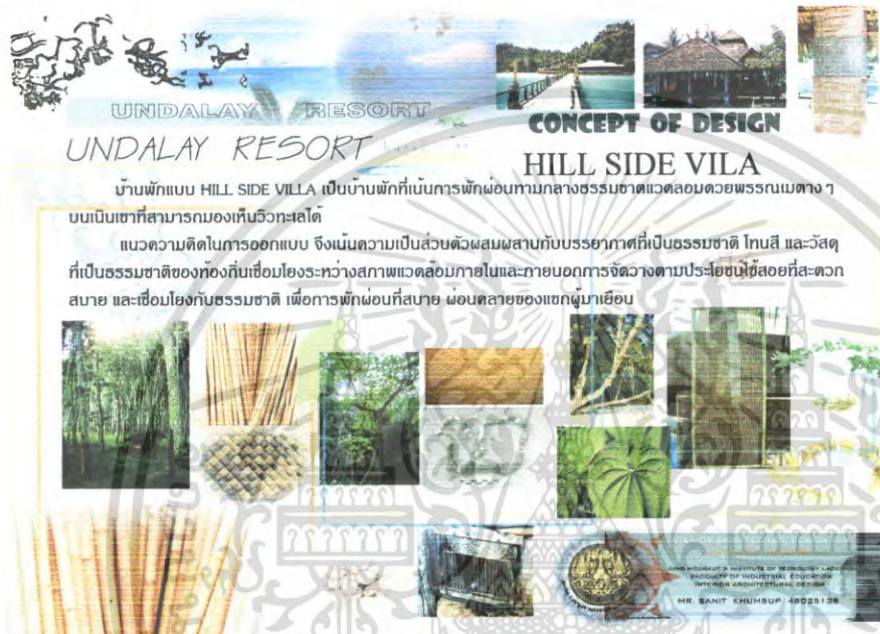 UNDALAY RESORT
CONCEPT OF DESIGN
UNDALAY RESORT
HILL SIDE VILA
บ้านพักแบบ HILL SIDE VILLA เป็นบ้านพักที่เน้นการพักผ่อนท่ามกลางธรรมชาติแวดล้อมด้วยพรรณไม้ต่าง ๆ
บนเนินเขาที่สามารถมองเห็นวิวทะเลได้
แนวความคิดในการออกแบบ จึงเน้นความเป็นส่วนตัวผสมผสานกับบรรยากาศที่เป็นธรรมชาติ โทนสี และวัสดุ
ที่เป็นธรรมชาติของท้องถิ่นเชื่อมโยงระหว่างสภาพแวดล้อมภายในและภายนอกการจัดวางตามประโยชน์ใช้สอยที่สะดวก
สบาย และเชื่อมโยงกับธรรมชาติ เพื่อการพักผ่อนที่สบาย ผ่อนคลายของแขกผู้มาเยือน
KING MONGKUT'S INSTITUTE OF TECHNOLOGY
FACULTY OF INDUSTRIAL EDUCATION
INTERIOR ARCHITECTURAL DESIGN
MR. SANIT KHUMSUP 46025126